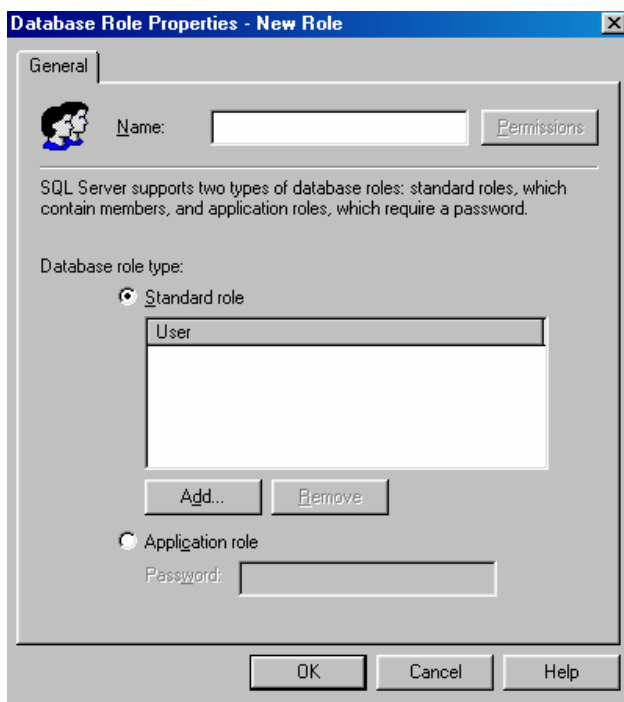 Database Role Properties - New Role
General
Name:
Permissions
SQL Server supports two types of database roles: standard roles, which
contain members, and application roles, which require a password.
Database role type:
Standard role
User
Add...
Remove
Application role
Password:
OK
Cancel
Help